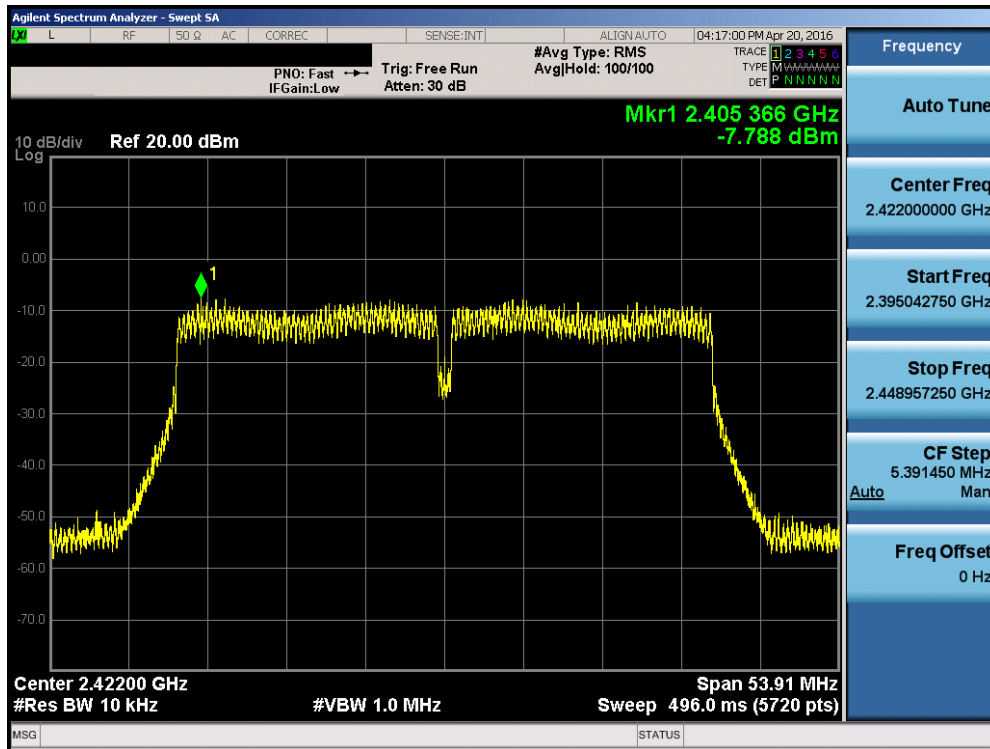 Agilent Spectrum Analyzer - Swept SA
LXI L RF 50 Ω AC CORREC SENSE:INT ALIGN AUTO 04:17:00 PM Apr 20, 2016
Frequency
PNO: Fast
IFGain:Low
Trig: Free Run
Atten: 30 dB
#Avg Type: RMS
Avg|Hold: 100/100
TRACE 1 2 3 4 5 6
TYPE M
DET P N N N N N
Auto Tune
Mkr1 2.405 366 GHz
-7.788 dBm
10 dB/div Ref 20.00 dBm
Log
Center Freq
2.422000000 GHz
Start Freq
2.395042750 GHz
Stop Freq
2.448957250 GHz
CF Step
5.391450 MHz
Auto Man
Freq Offset
0 Hz
10.0
0.00
-10.0
-20.0
-30.0
-40.0
-50.0
-60.0
-70.0
1
Center 2.42200 GHz Span 53.91 MHz
#Res BW 10 kHz #VBW 1.0 MHz Sweep 496.0 ms (5720 pts)
MSG STATUS